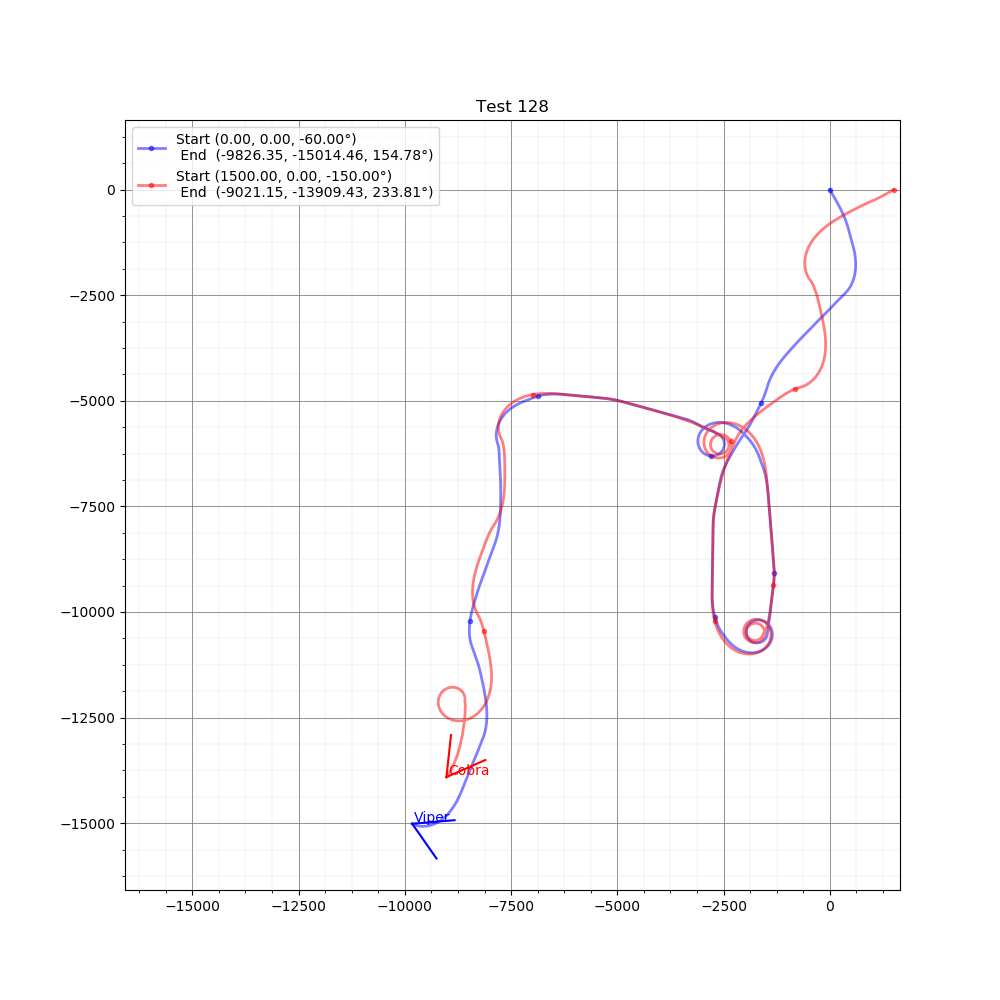 Test 128
Start (0.00, 0.00, -60.00°)
End (-9826.35, -15014.46, 154.78°)
Start (1500.00, 0.00, -150.00°)
End (-9021.15, -13909.43, 233.81°)
0
−2500
−5000
−7500
−10000
−12500
−15000
Cobra
Viper
−15000 −12500 −10000 −7500 −5000 −2500 0